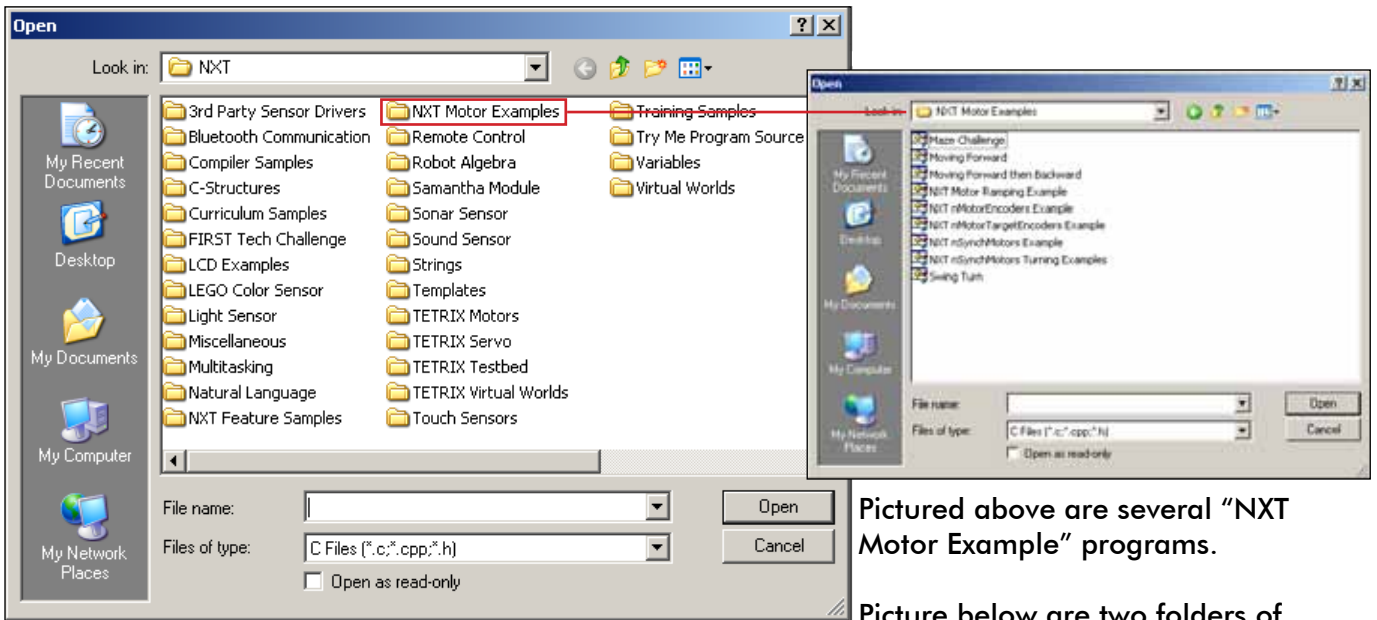 Open
Look in:
NXT
My Recent
Documents
Desktop
My Documents
My Computer
My Network
Places
3rd Party Sensor Drivers
Bluetooth Communication
Compiler Samples
C-Structures
Curriculum Samples
FIRST Tech Challenge
LCD Examples
LEGO Color Sensor
Light Sensor
Miscellaneous
Multitasking
Natural Language
NXT Feature Samples
NXT Motor Examples
Remote Control
Robot Algebra
Samantha Module
Sonar Sensor
Sound Sensor
Strings
Templates
TETRIX Motors
TETRIX Servo
TETRIX Testbed
TETRIX Virtual Worlds
Touch Sensors
Training Samples
Try Me Program Source
Variables
Virtual Worlds
File name:
Open
Files of type:
C Files (*.c;*.cpp;*.h)
Cancel
Open as read-only
Open
Look in:
NXT Motor Examples
My Recent
Documents
Desktop
My Documents
My Computer
My Network
Places
Maze Challenge
Moving Forward
Moving Forward then Backward
NXT Motor Ramping Example
NXT nMotorEncoders Example
NXT nMotorTargetEncoders Example
NXT nSynchMotors Example
NXT nSynchMotors Turning Examples
Swing Turn
File name:
Open
Files of type:
C Files (*.c;*.cpp;*.h)
Cancel
Open as read-only
Pictured above are several “NXT
Motor Example” programs.
Picture below are two folders of